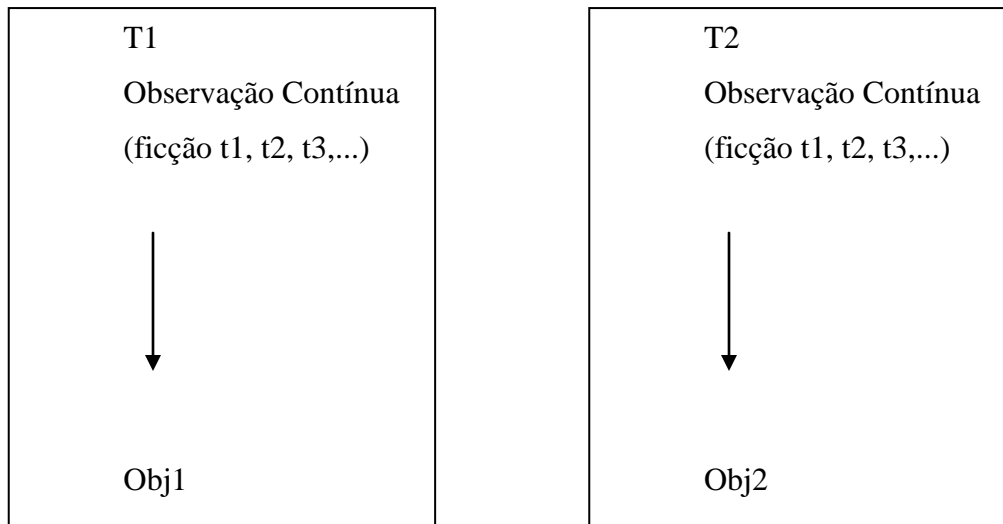 T1
Observação Contínua
(ficção t1, t2, t3,...)
Obj1
T2
Observação Contínua
(ficção t1, t2, t3,...)
Obj2